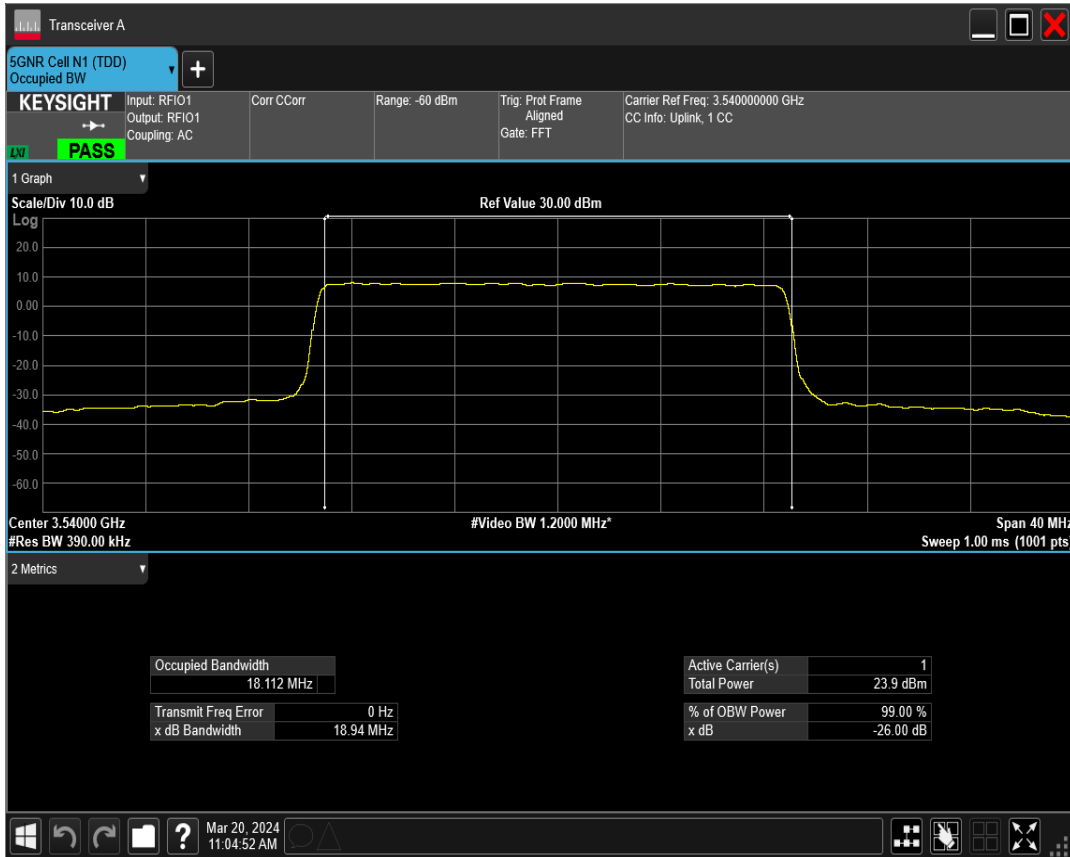 Transceiver A
5GNR Cell N1 (TDD)
Occupied BW
KEYSIGHT
LXI
PASS
Input: RFIO1
Output: RFIO1
Coupling: AC
Corr CCorr
Range: -60 dBm
Trig: Prot Frame
Aligned
Gate: FFT
Carrier Ref Freq: 3.540000000 GHz
CC Info: Uplink, 1 CC
1 Graph
Scale/Div 10.0 dB
Ref Value 30.00 dBm
Log
20.0
10.0
0.00
-10.0
-20.0
-30.0
-40.0
-50.0
-60.0
Center 3.54000 GHz
#Video BW 1.2000 MHz*
Span 40 MHz
#Res BW 390.00 kHz
Sweep 1.00 ms (1001 pts)
2 Metrics
Occupied Bandwidth
18.112 MHz
Transmit Freq Error 0 Hz
x dB Bandwidth 18.94 MHz
Active Carrier(s) 1
Total Power 23.9 dBm
% of OBW Power 99.00 %
x dB -26.00 dB
?
Mar 20, 2024
11:04:52 AM